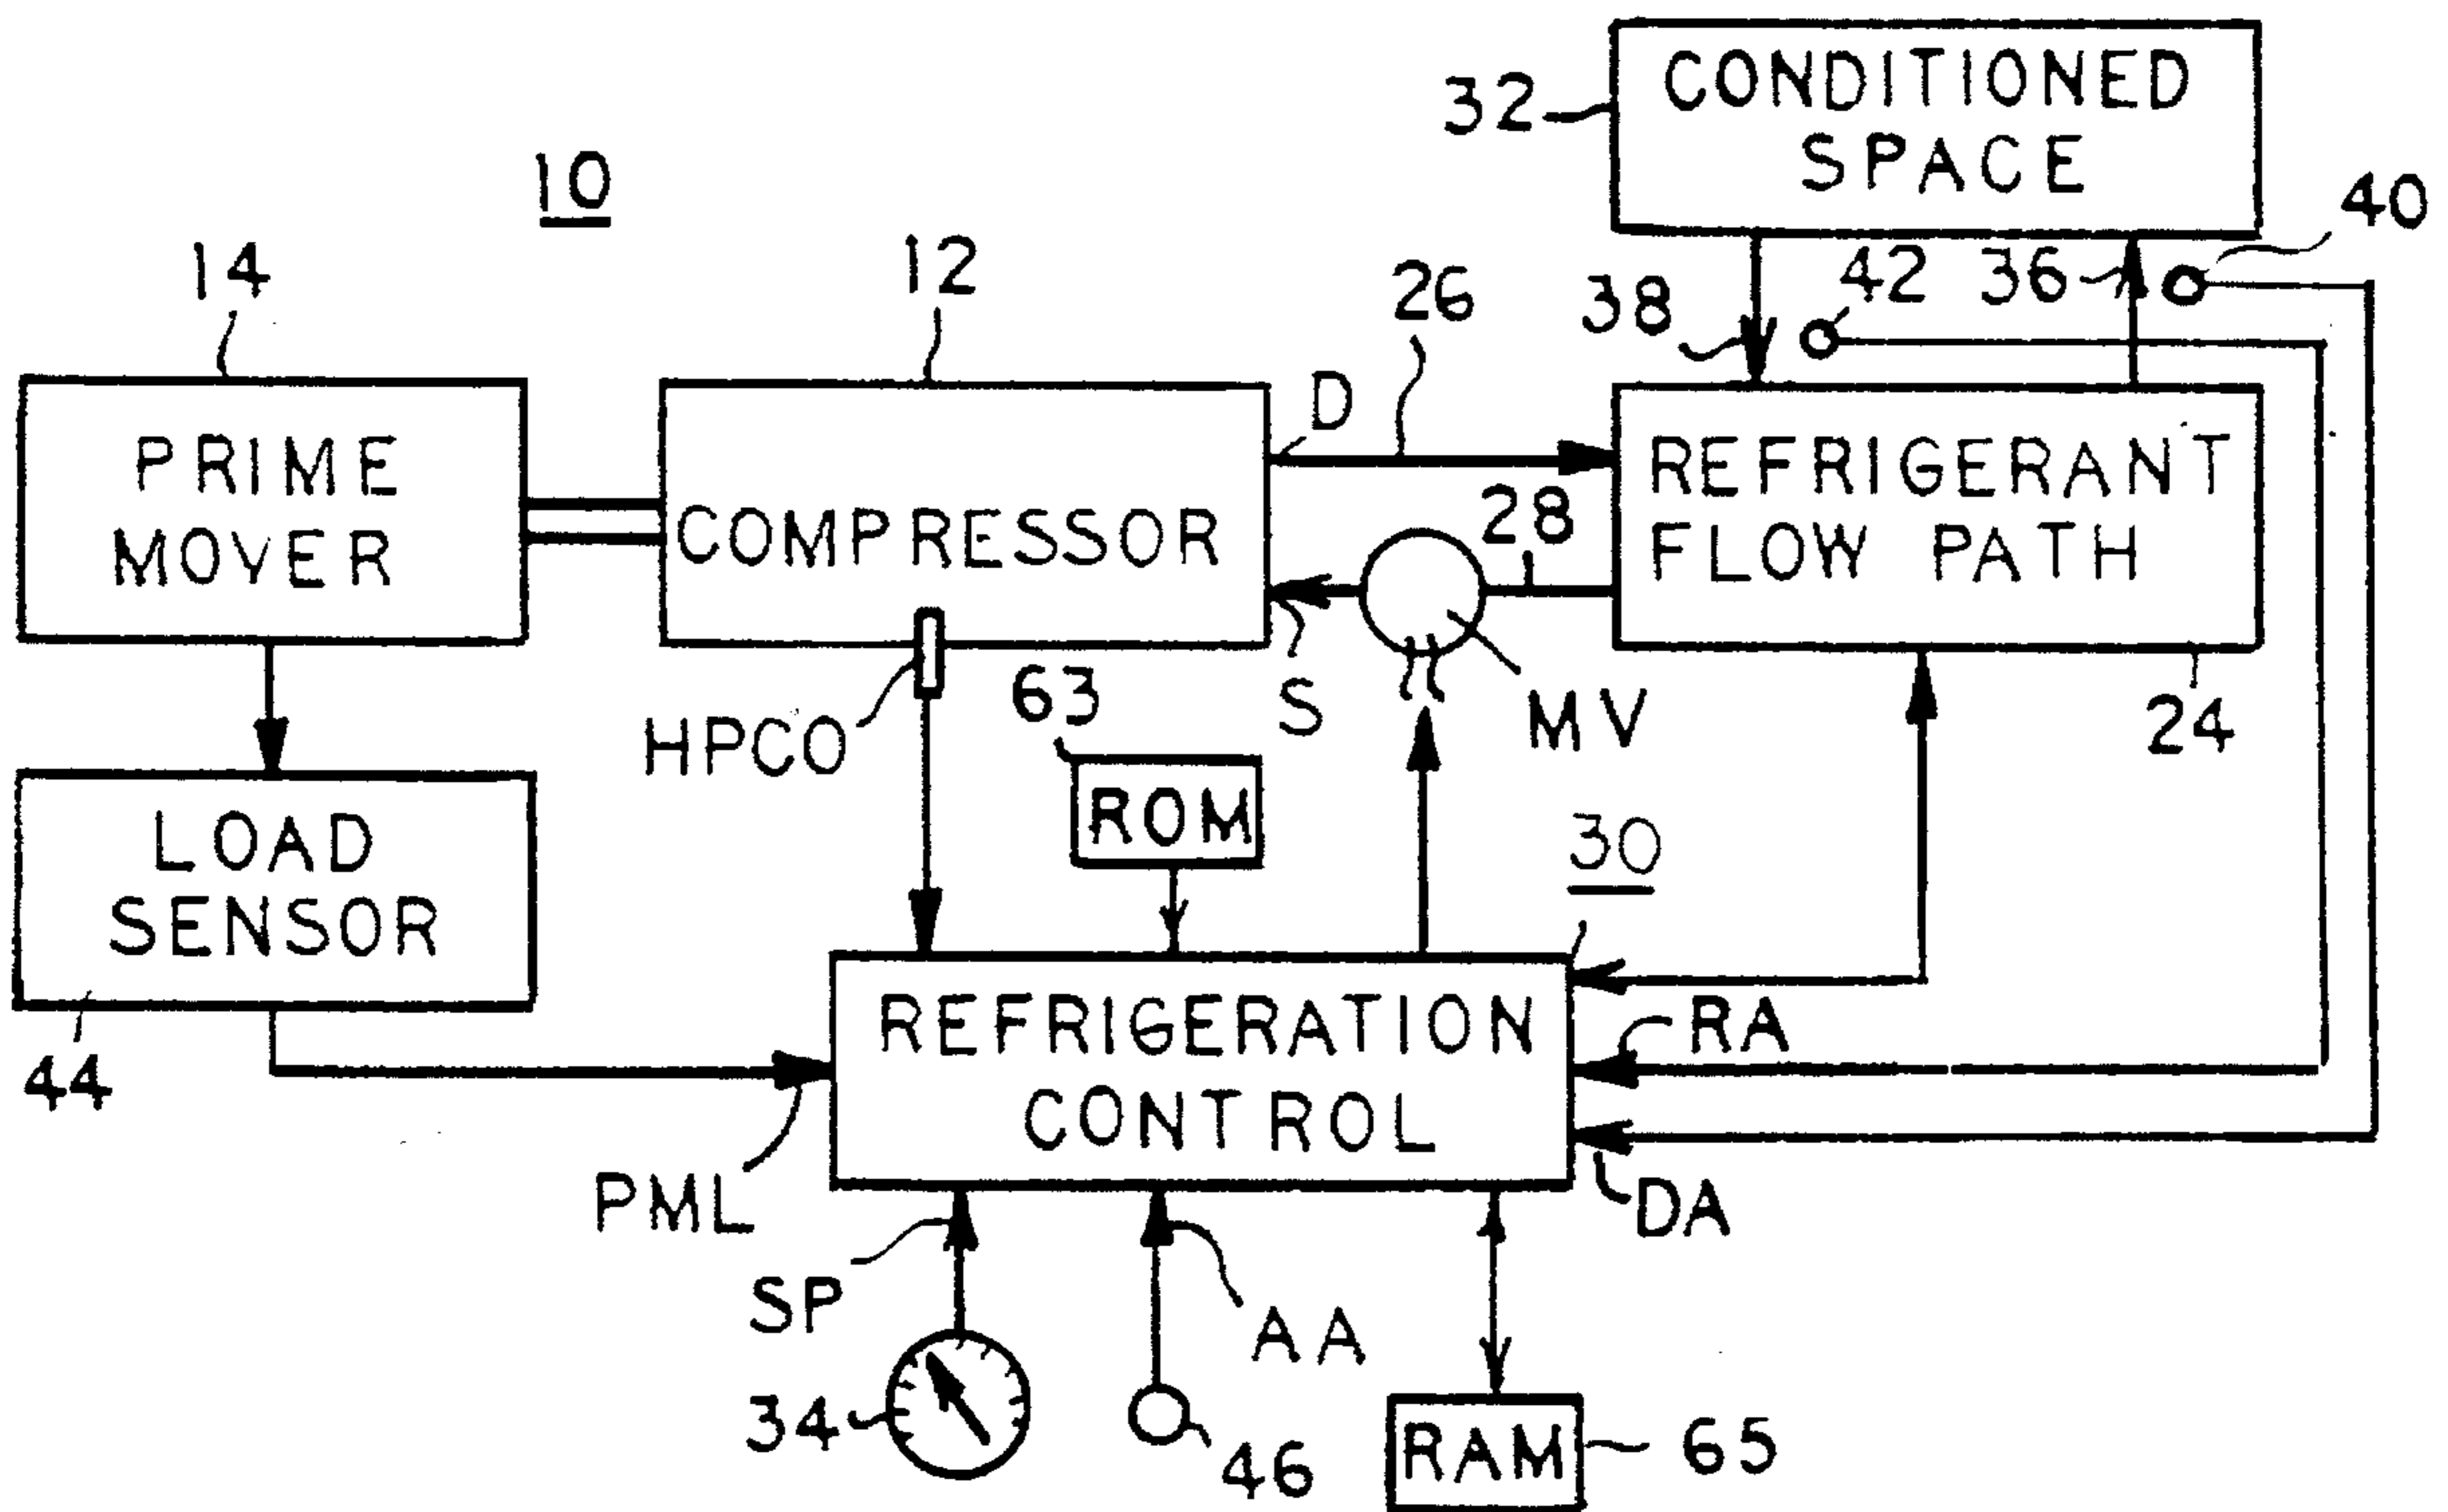 CONDITIONED
SPACE
32
10
40
14
12
26
38
42
36
D
PRIME
MOVER
COMPRESSOR
28
REFRIGERANT
FLOW PATH
HPCO
63
S
MV
24
ROM
30
LOAD
SENSOR
44
REFRIGERATION
CONTROL
RA
PML
DA
SP
AA
34
46
RAM
65